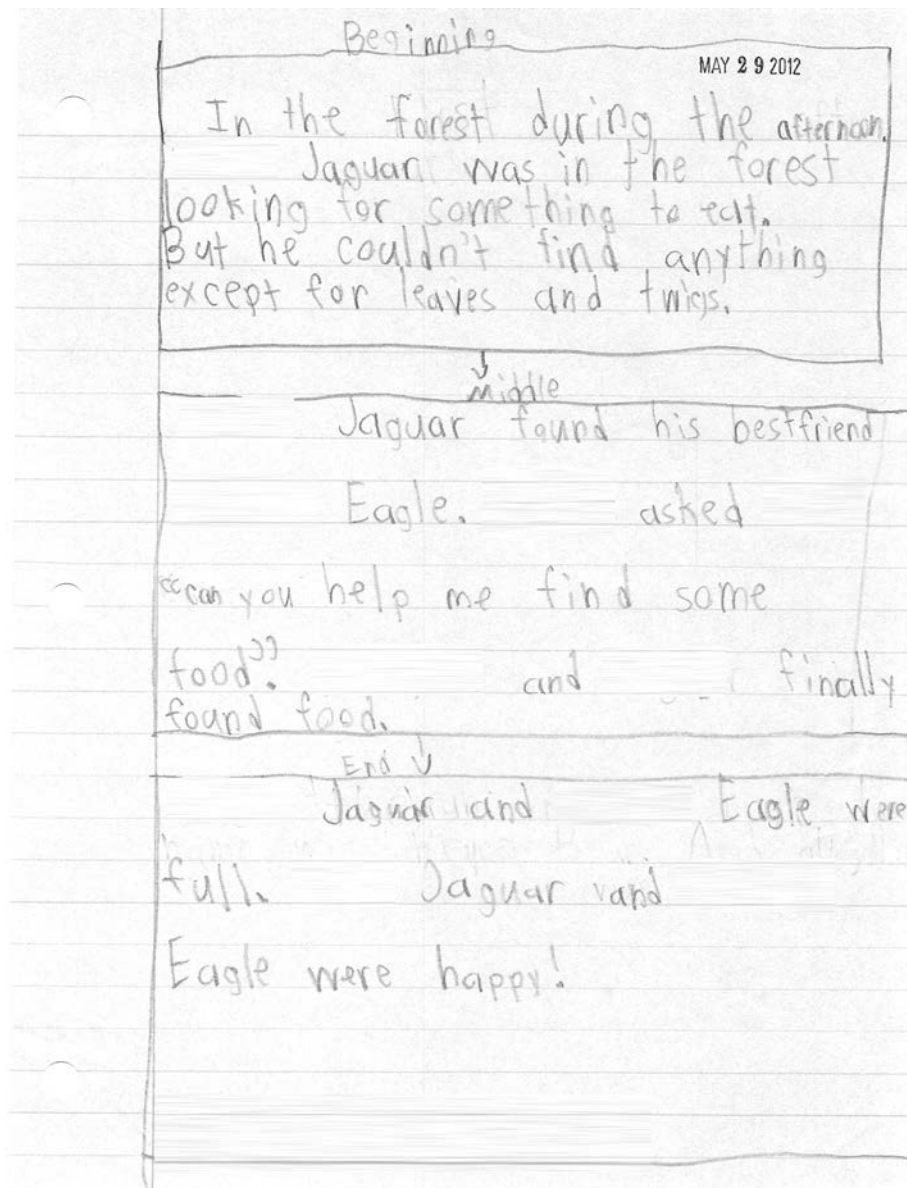 Beginning
MAY 29 2012
In the forest during the afternoon.
Jaguar was in the forest
looking for something to eat.
But he couldn't find anything
except for leaves and twigs.
Middle
Jaguar found his bestfriend
Eagle. asked
"can you help me find some
food?"  and finally
found food.
End
Jaguar and Eagle were
full. Jaguar and
Eagle were happy!